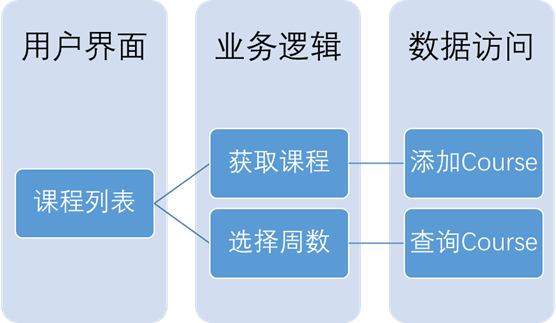 用户界面
业务逻辑
数据访问
课程列表
获取课程
添加Course
选择周数
查询Course